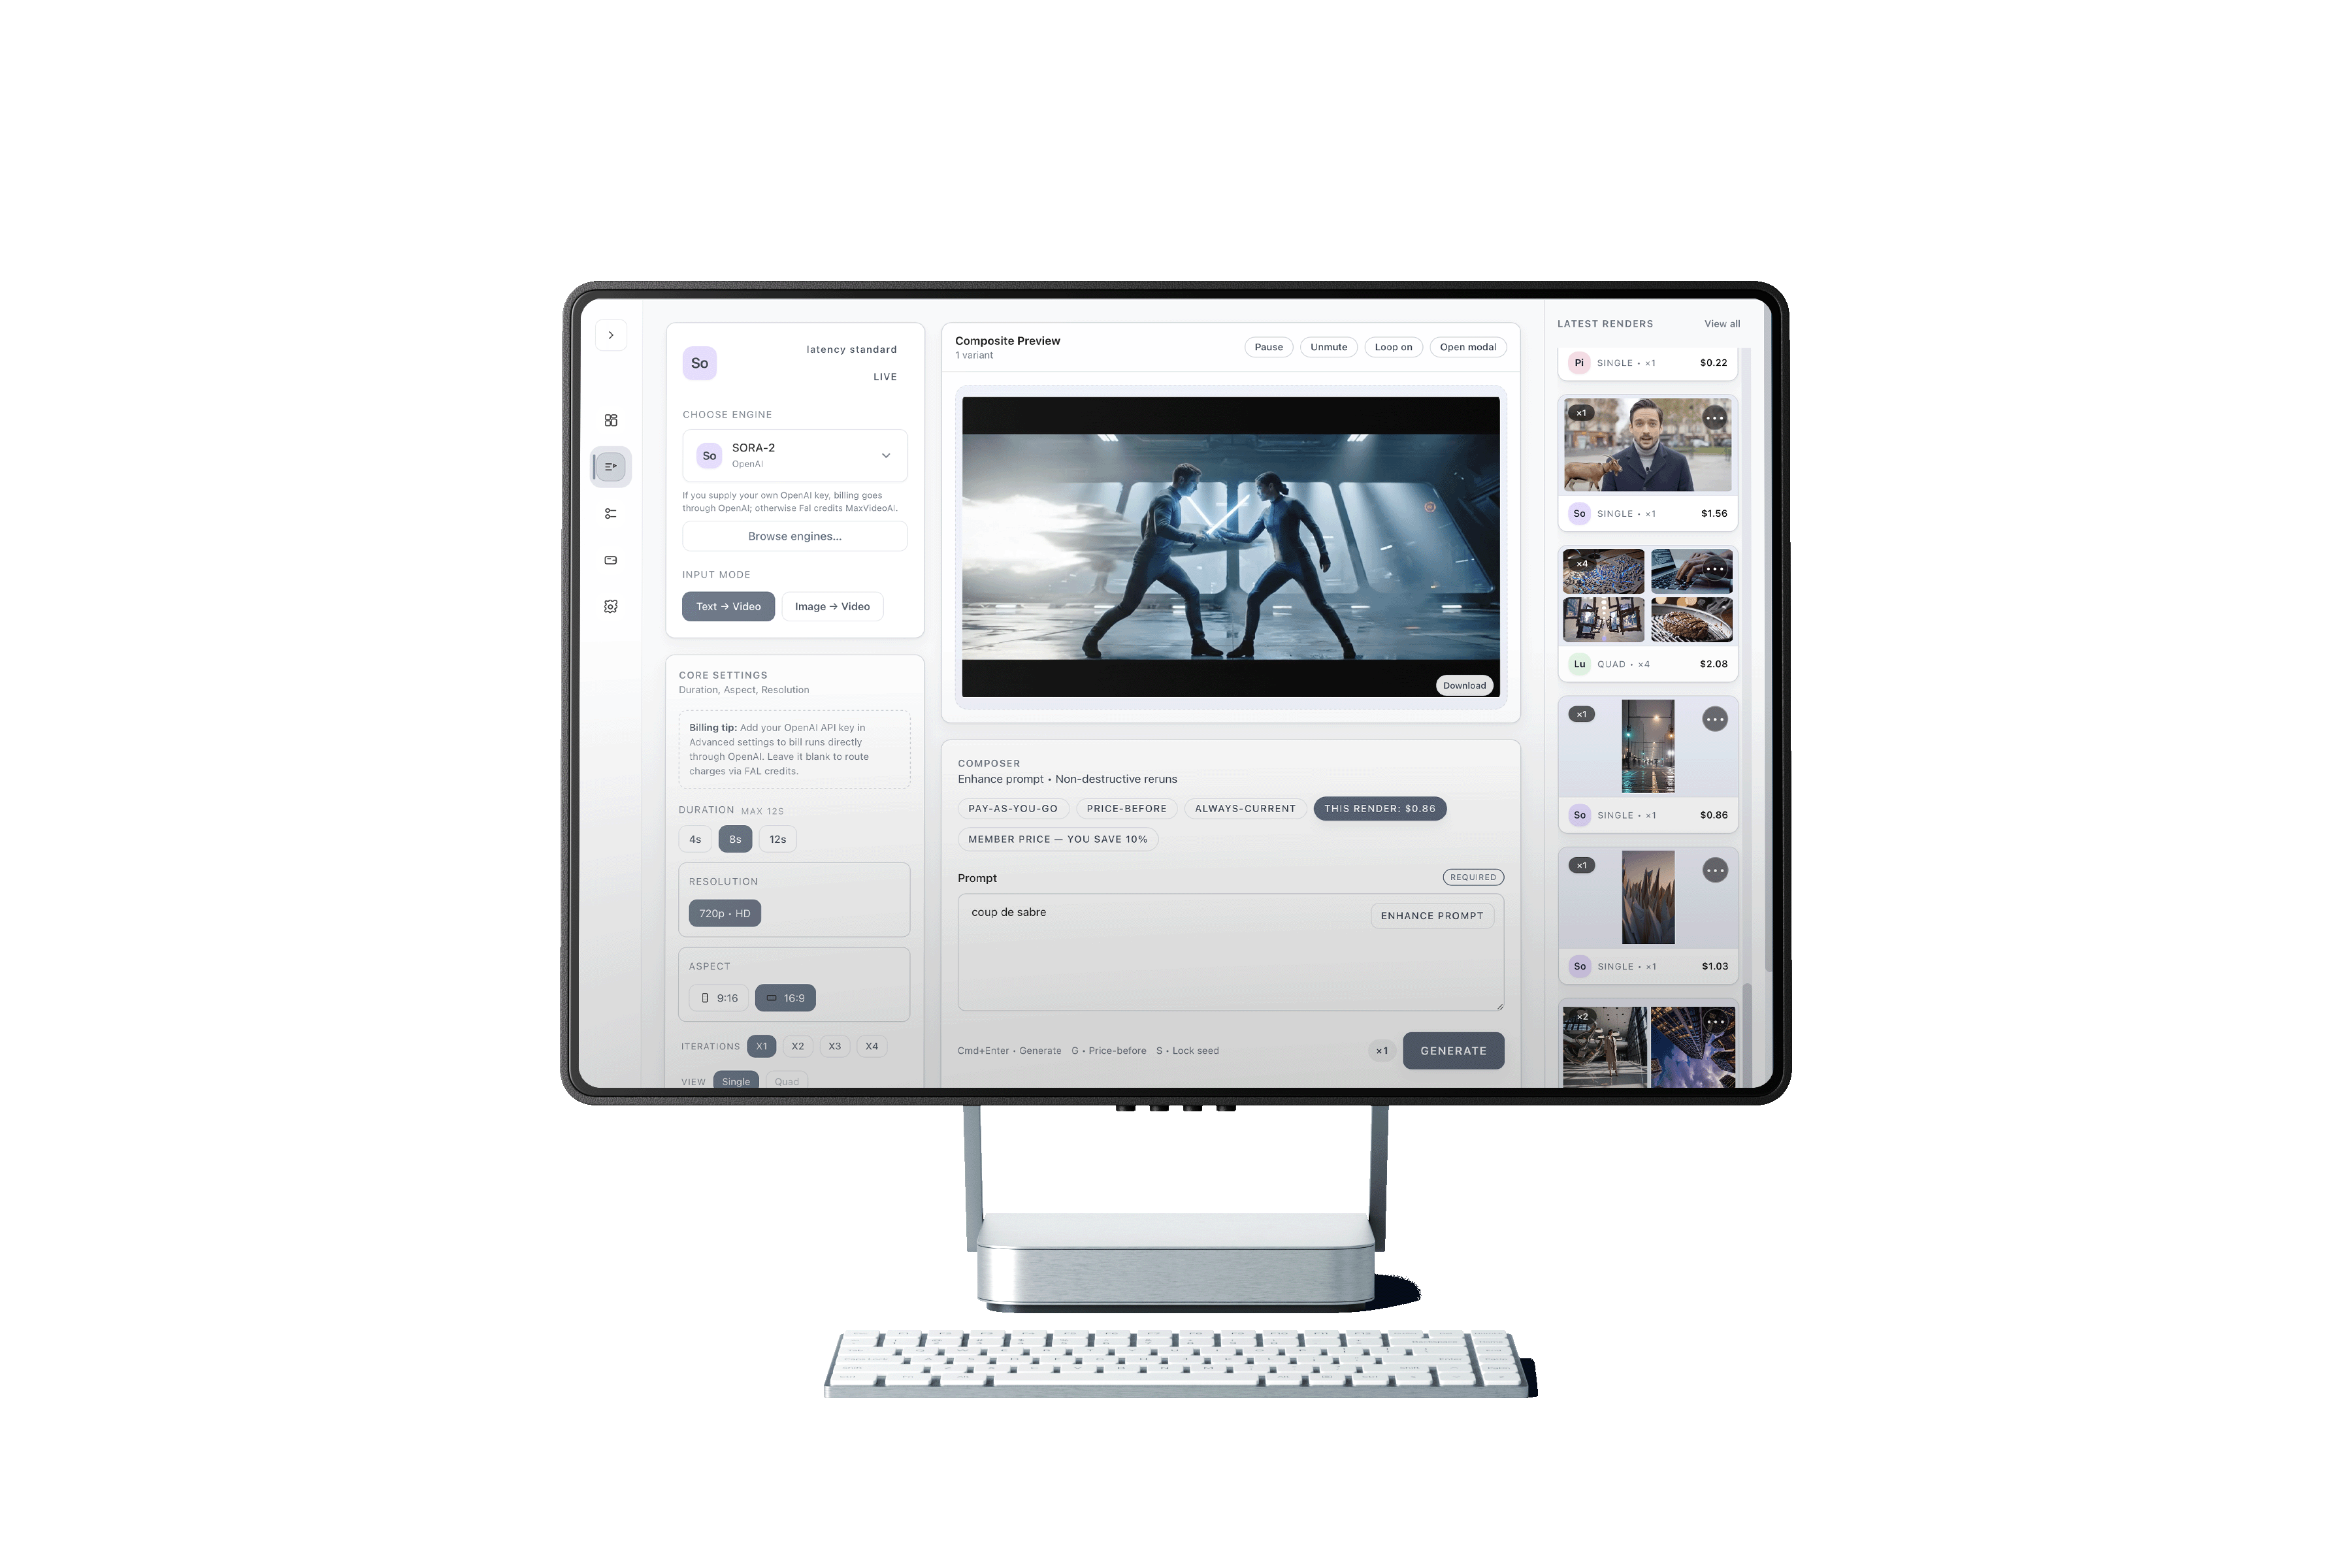 So
latency standard
LIVE
CHOOSE ENGINE
So
SORA-2
OpenAI
If you supply your own OpenAI key, billing goes
through OpenAI; otherwise Fal credits MaxVideoAI.
Browse engines...
INPUT MODE
Text → Video
Image → Video
CORE SETTINGS
Duration, Aspect, Resolution
Billing tip: Add your OpenAI API key in
Advanced settings to bill runs directly
through OpenAI. Leave it blank to route
charges via FAL credits.
DURATION MAX 12S
4s 8s 12s
RESOLUTION
720p • HD
ASPECT
9:16 16:9
ITERATIONS X1 X2 X3 X4
VIEW Single Quad
Composite Preview
1 variant
Pause Unmute Loop on Open modal
Download
COMPOSER
Enhance prompt • Non-destructive reruns
PAY-AS-YOU-GO PRICE-BEFORE ALWAYS-CURRENT THIS RENDER: $0.86
MEMBER PRICE — YOU SAVE 10%
Prompt REQUIRED
coup de sabre ENHANCE PROMPT
Cmd+Enter • Generate G • Price-before S • Lock seed ×1 GENERATE
LATEST RENDERS View all
Pi SINGLE • ×1 $0.22
×1
So SINGLE • ×1 $1.56
×4
Lu QUAD • ×4 $2.08
×1
So SINGLE • ×1 $0.86
×1
So SINGLE • ×1 $1.03
×2